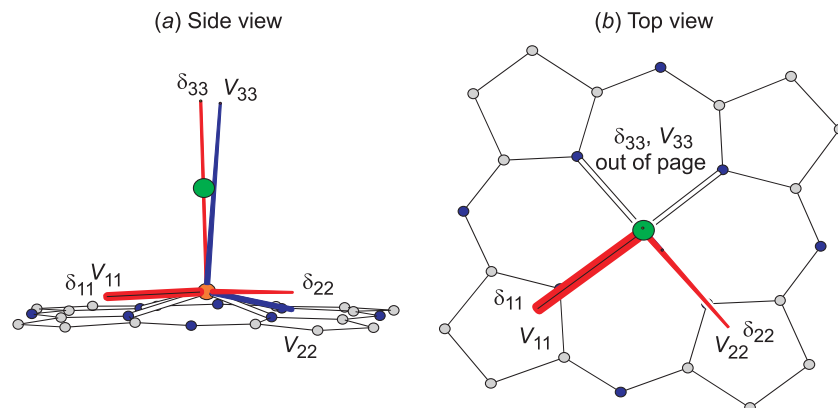 (a) Side view
δ33
V33
δ11
V11
δ22
V22
(b) Top view
δ33, V33
out of page
δ11
V11
V22
δ22